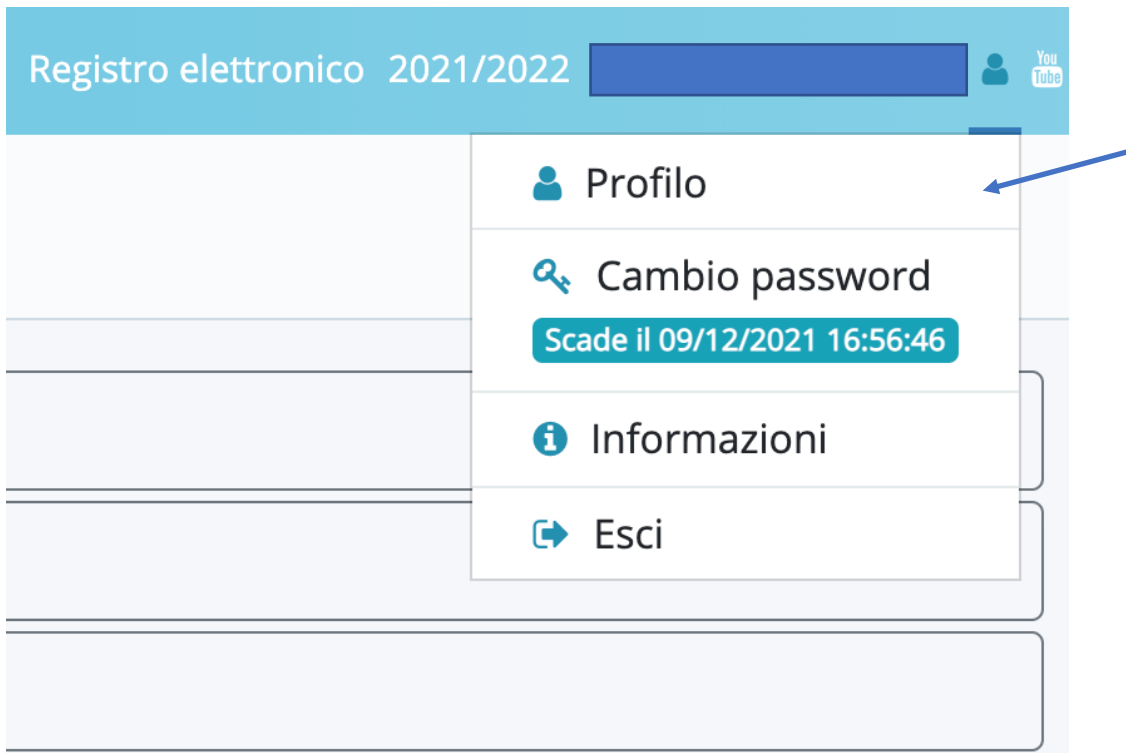 Registro elettronico 2021/2022
You
Tube
Profilo
Cambio password
Scade il 09/12/2021 16:56:46
Informazioni
Esci